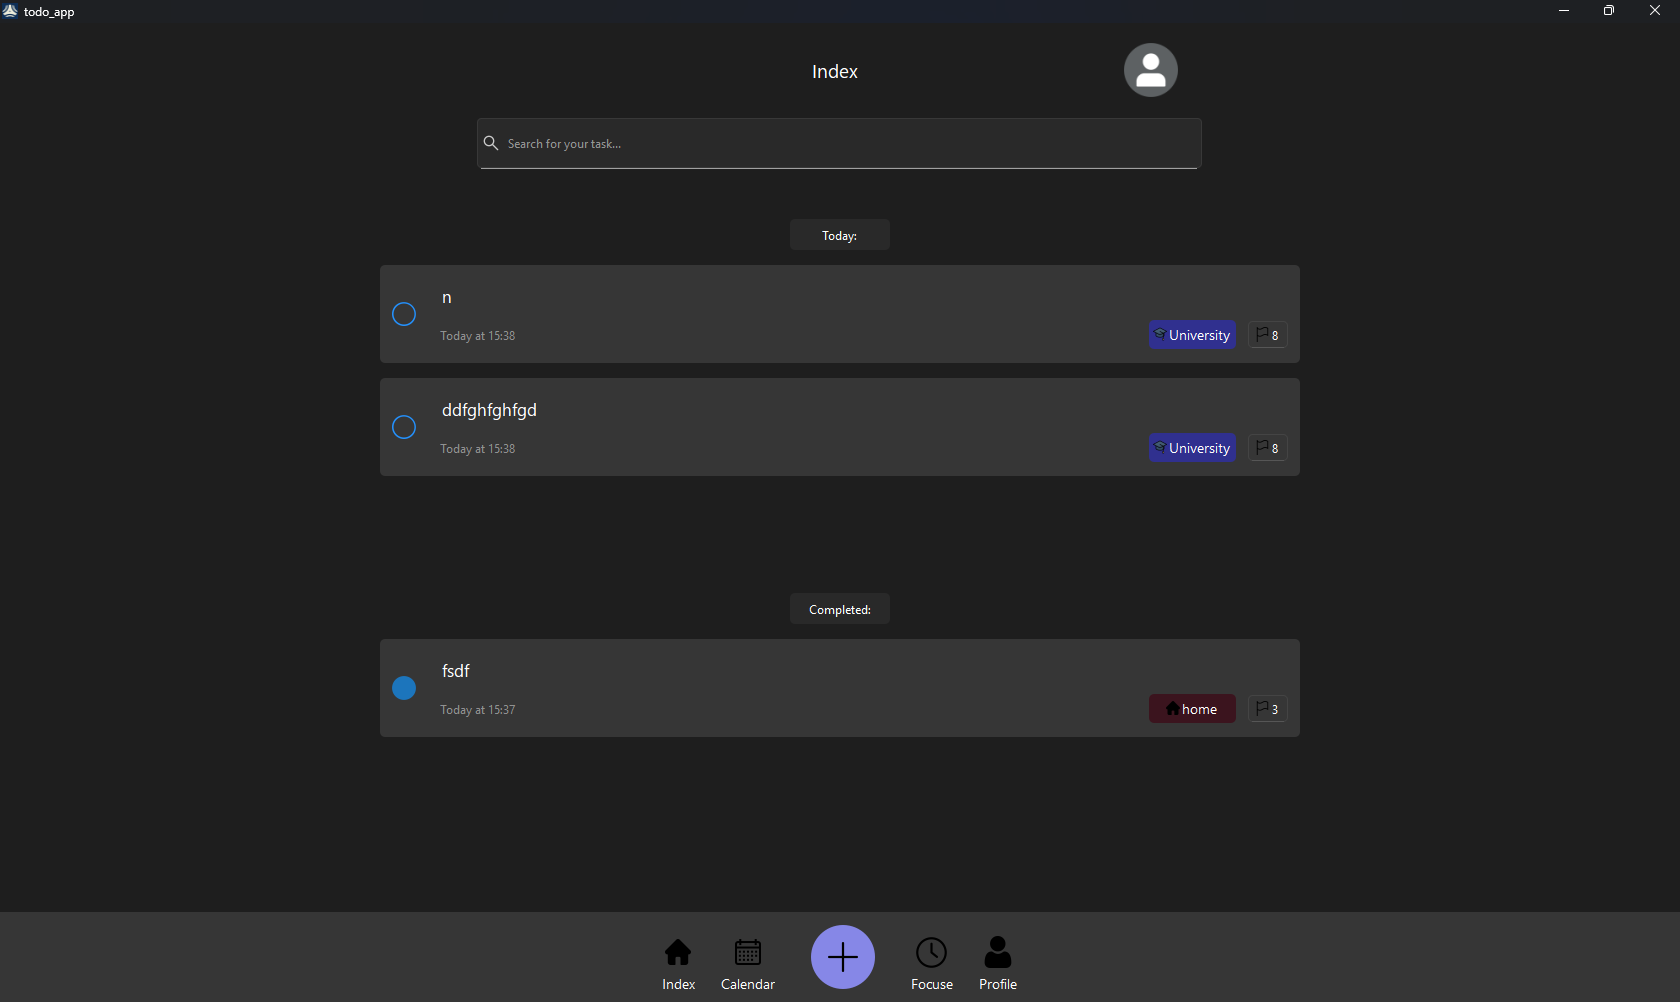 todo_app
Index
Search for your task...
Today:
n
Today at 15:38
University
8
ddfghfghfgd
Today at 15:38
University
8
Completed:
fsdf
Today at 15:37
home
3
Index
Calendar
Focuse
Profile